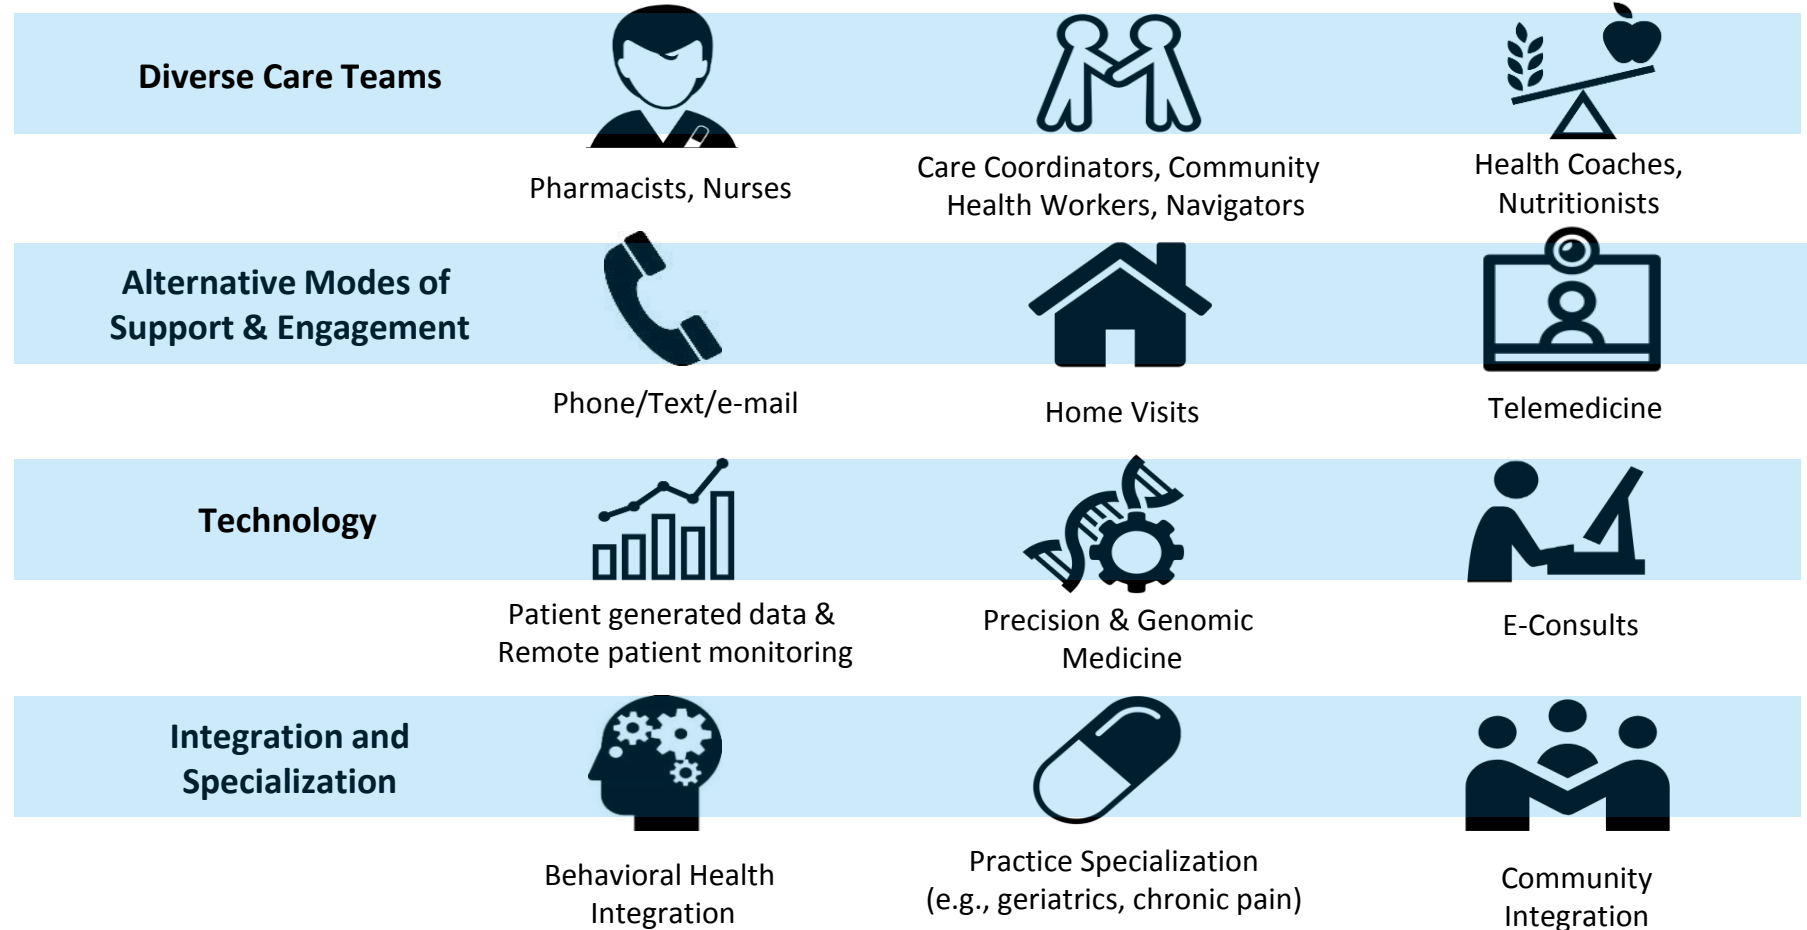 Diverse Care Teams
Pharmacists, Nurses
Care Coordinators, Community
Health Workers, Navigators
Health Coaches,
Nutritionists
Alternative Modes of
Support & Engagement
Phone/Text/e-mail
Home Visits
Telemedicine
Technology
Patient generated data &
Remote patient monitoring
Precision & Genomic
Medicine
E-Consults
Integration and
Specialization
Behavioral Health
Integration
Practice Specialization
(e.g., geriatrics, chronic pain)
Community
Integration